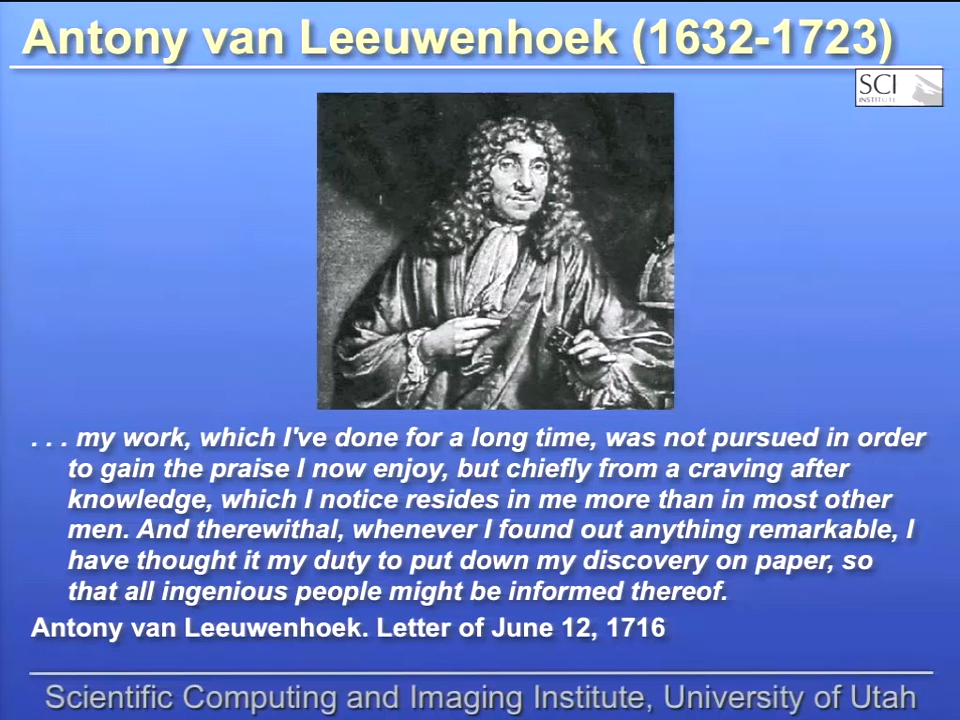 Antony van Leeuwenhoek (1632-1723)
SCI
INSTITUTE
. . . my work, which I've done for a long time, was not pursued in order
to gain the praise I now enjoy, but chiefly from a craving after
knowledge, which I notice resides in me more than in most other
men. And therewithal, whenever I found out anything remarkable, I
have thought it my duty to put down my discovery on paper, so
that all ingenious people might be informed thereof.
Antony van Leeuwenhoek. Letter of June 12, 1716
Scientific Computing and Imaging Institute, University of Utah